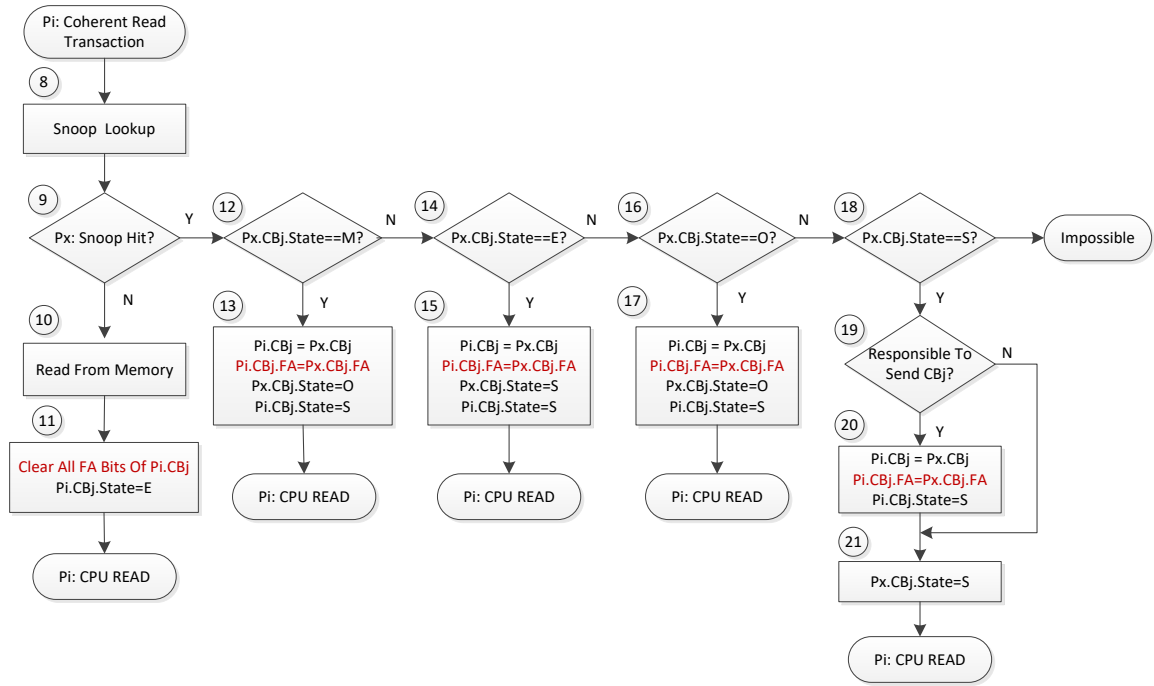 Pi: Coherent Read
Transaction
8
Snoop Lookup
9
Px: Snoop Hit?
Y
N
10
Read From Memory
11
Clear All FA Bits Of Pi.CBj
Pi.CBj.State=E
Pi: CPU READ
12
Px.CBj.State==M?
N
Y
13
Pi.CBj = Px.CBj
Pi.CBj.FA=Px.CBj.FA
Px.CBj.State=O
Pi.CBj.State=S
Pi: CPU READ
14
Px.CBj.State==E?
N
Y
15
Pi.CBj = Px.CBj
Pi.CBj.FA=Px.CBj.FA
Px.CBj.State=S
Pi.CBj.State=S
Pi: CPU READ
16
Px.CBj.State==O?
N
Y
17
Pi.CBj = Px.CBj
Pi.CBj.FA=Px.CBj.FA
Px.CBj.State=O
Pi.CBj.State=S
Pi: CPU READ
18
Px.CBj.State==S?
Impossible
Y
19
Responsible To
Send CBj?
N
Y
20
Pi.CBj = Px.CBj
Pi.CBj.FA=Px.CBj.FA
Pi.CBj.State=S
21
Px.CBj.State=S
Pi: CPU READ